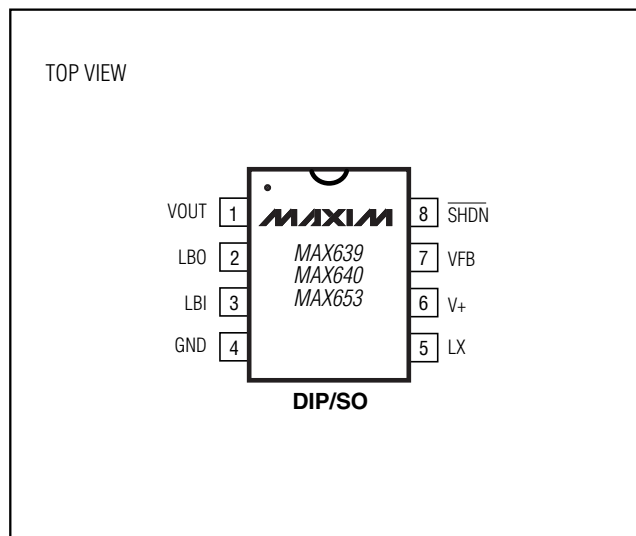 TOP VIEW
VOUT 1 MAXIM 8 SHDN
LBO 2 MAX639 7 VFB
MAX640
LBI 3 MAX653 6 V+
GND 4 5 LX
DIP/SO